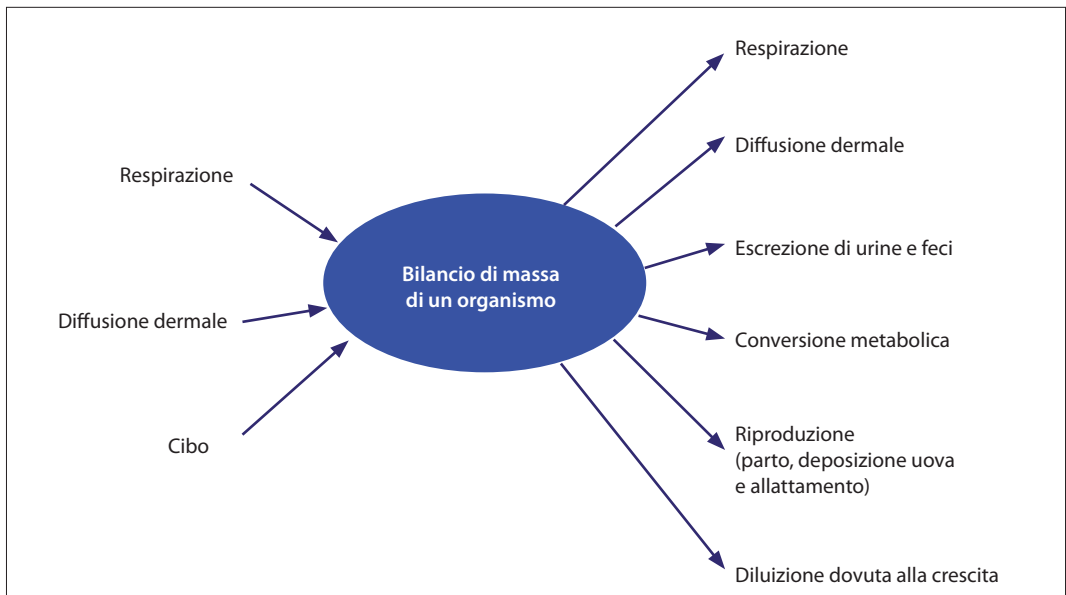 Respirazione
Diffusione dermale
Cibo
Bilancio di massa
di un organismo
Respirazione
Diffusione dermale
Escrezione di urine e feci
Conversione metabolica
Riproduzione
(parto, deposizione uova
e allattamento)
Diluizione dovuta alla crescita